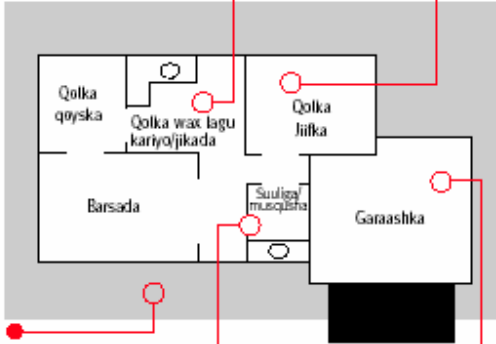 Qolka
qoyska
Qolka wax lagu
kariyo/jikada
Qolka
Jiifka
Barsada
Suuliga/
musqusha
Garaashka